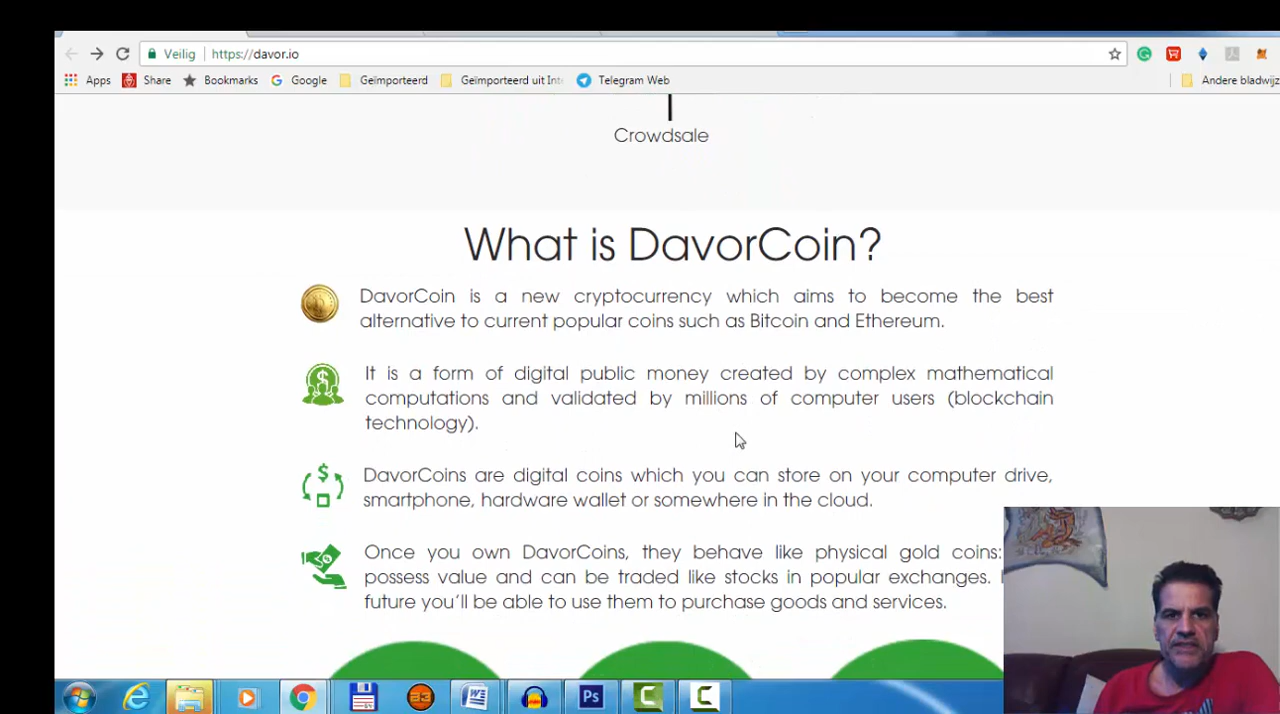 Veilig
https://davor.io
Apps
Share
Bookmarks
Google
Geïmporteerd
Geïmporteerd uit Int
Telegram Web
Andere bladwijz
Crowdsale
What is DavorCoin?
DavorCoin is a new cryptocurrency which aims to become the best
alternative to current popular coins such as Bitcoin and Ethereum.
It is a form of digital public money created by complex mathematical
computations and validated by millions of computer users (blockchain
technology).
DavorCoins are digital coins which you can store on your computer drive,
smartphone, hardware wallet or somewhere in the cloud.
Once you own DavorCoins, they behave like physical gold coins:
possess value and can be traded like stocks in popular exchanges.
future you'll be able to use them to purchase goods and services.
Ps